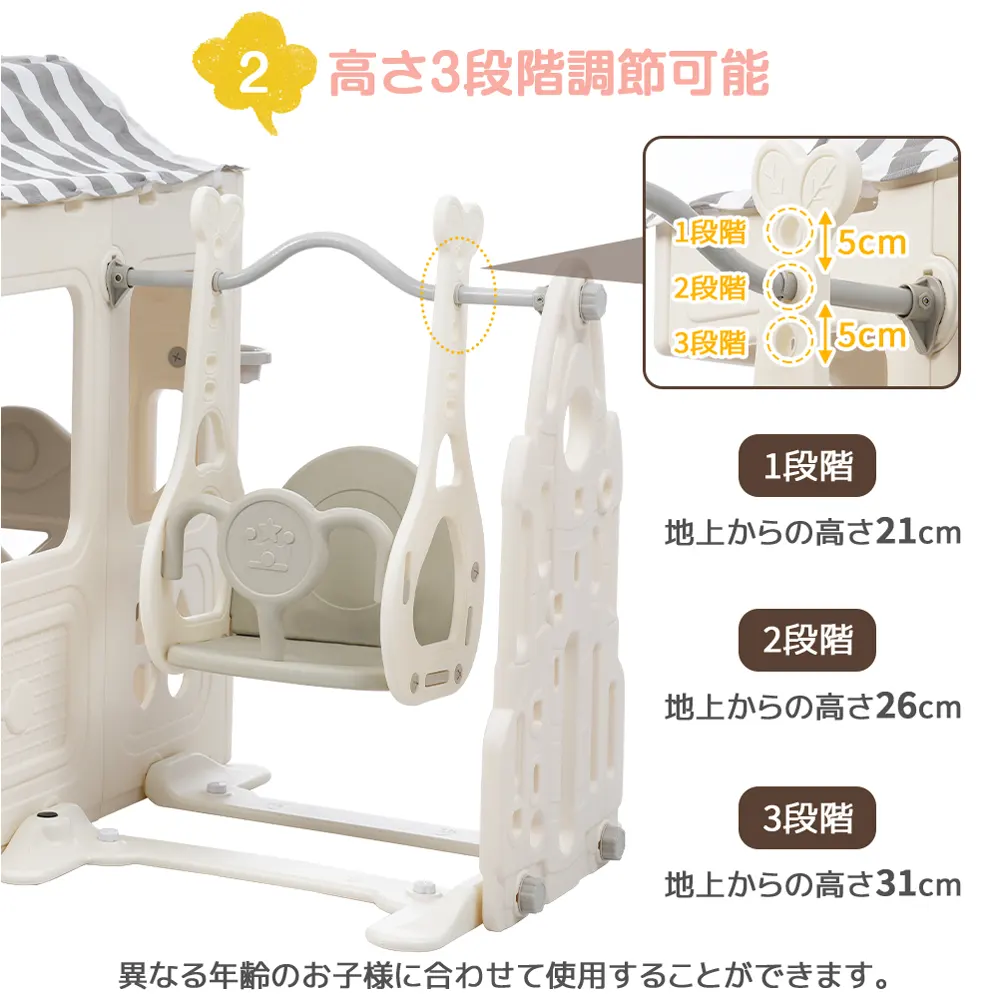 2 高さ3段階調節可能
1段階
5cm
2段階
3段階
5cm
1段階
地上からの高さ21cm
2段階
地上からの高さ26cm
3段階
地上からの高さ31cm
異なる年齢のお子様に合わせて使用することができます。